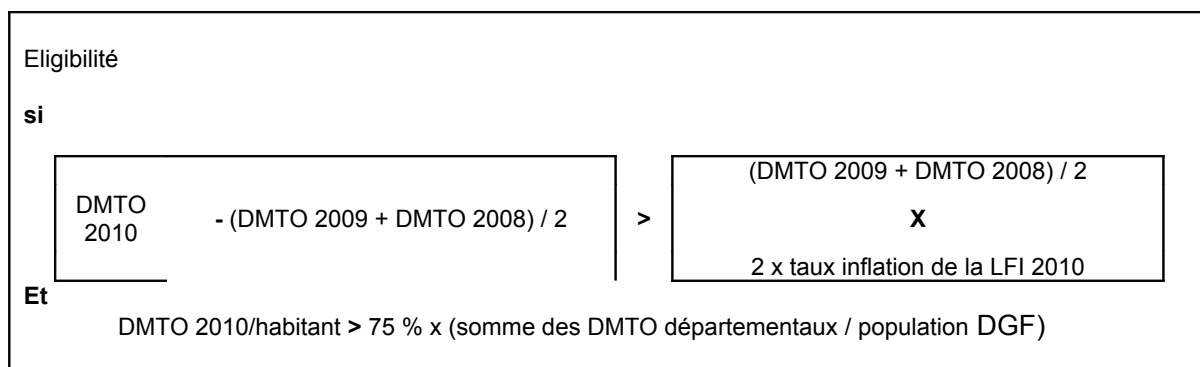 Eligibilité
si
DMTO
2010
- (DMTO 2009 + DMTO 2008) / 2
>
(DMTO 2009 + DMTO 2008) / 2
X
2 x taux inflation de la LFI 2010
Et
DMTO 2010/habitant > 75 % x (somme des DMTO départementaux / population DGF)